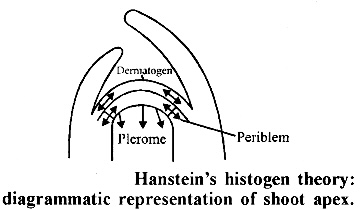 Dermatogen
Plerome
Periblem
Hanstein's histogen theory:
diagrammatic representation of shoot apex.